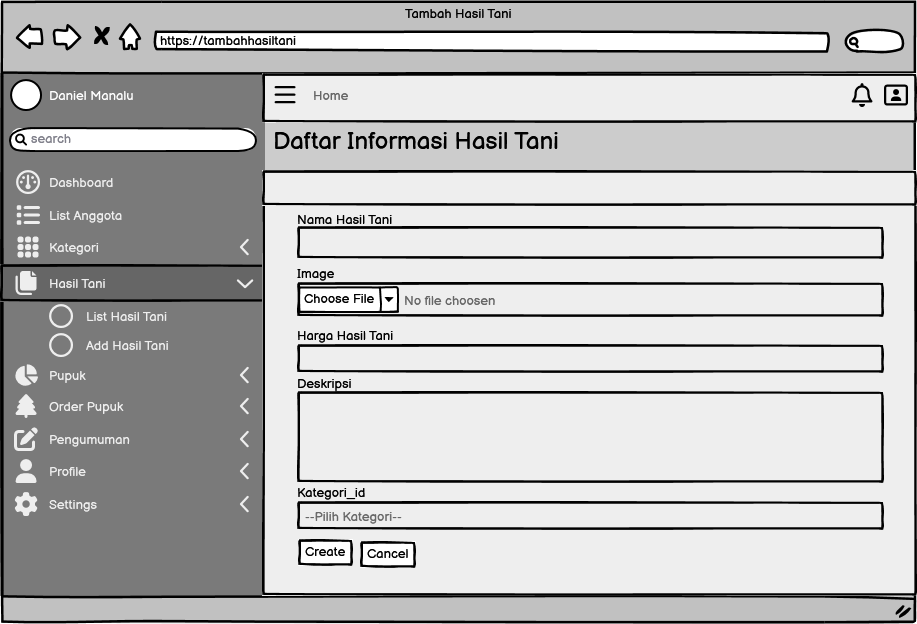 Tambah Hasil Tani
https://tambahhasiltani
Daniel Manalu
search
Dashboard
List Anggota
Kategori
Hasil Tani
List Hasil Tani
Add Hasil Tani
Pupuk
Order Pupuk
Pengumuman
Profile
Settings
Home
Daftar Informasi Hasil Tani
Nama Hasil Tani
Image
Choose File No file choosen
Harga Hasil Tani
Deskripsi
Kategori_id
--Pilih Kategori--
Create Cancel